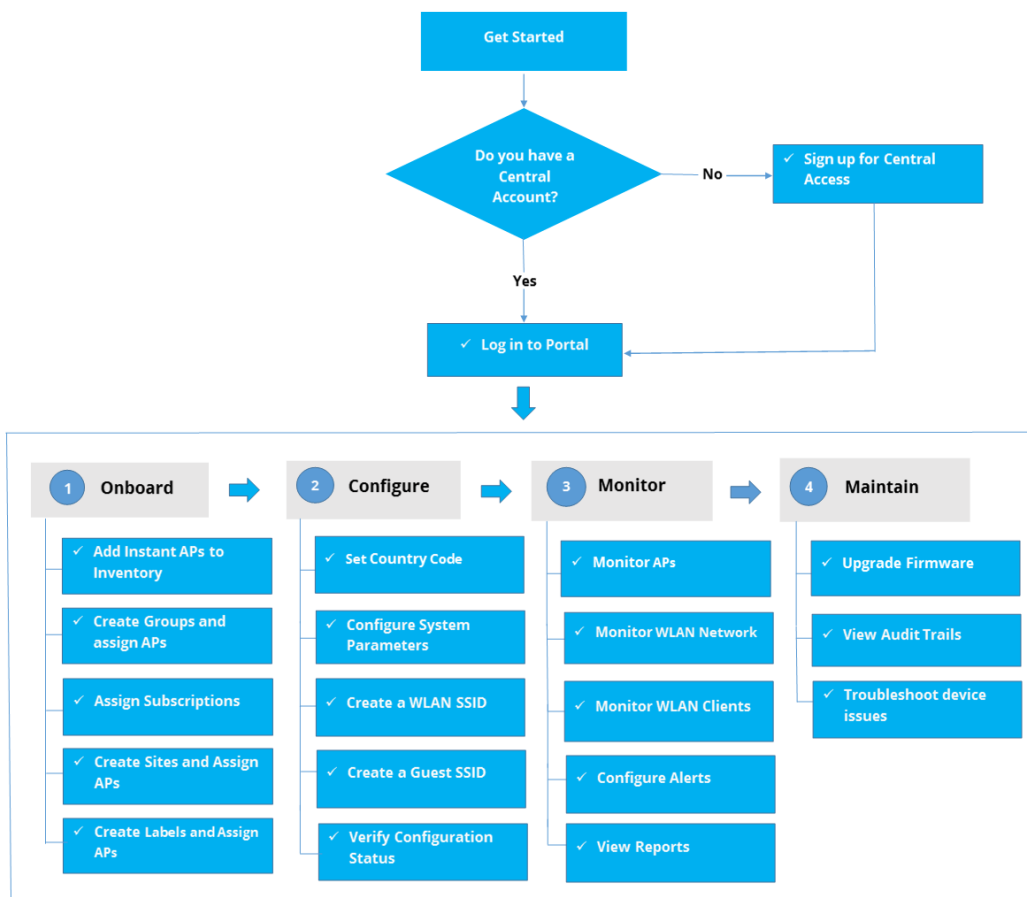 Get Started
Do you have a
Central
Account?
No
✓ Sign up for Central
Access
Yes
✓ Log in to Portal
1 Onboard
✓ Add Instant APs to
Inventory
✓ Create Groups and
assign APs
✓ Assign Subscriptions
✓ Create Sites and Assign
APs
✓ Create Labels and Assign
APs
2 Configure
✓ Set Country Code
✓ Configure System
Parameters
✓ Create a WLAN SSID
✓ Create a Guest SSID
✓ Verify Configuration
Status
3 Monitor
✓ Monitor APs
✓ Monitor WLAN Network
✓ Monitor WLAN Clients
✓ Configure Alerts
✓ View Reports
4 Maintain
✓ Upgrade Firmware
✓ View Audit Trails
✓ Troubleshoot device
issues